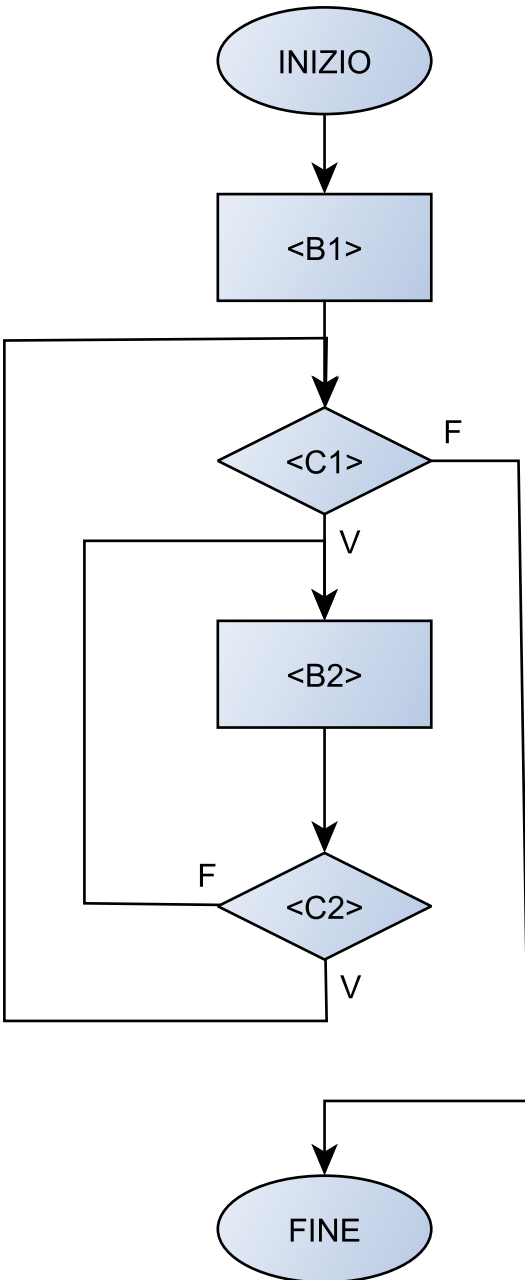 INIZIO
<B1>
<C1>
F
V
<B2>
F
<C2>
V
FINE